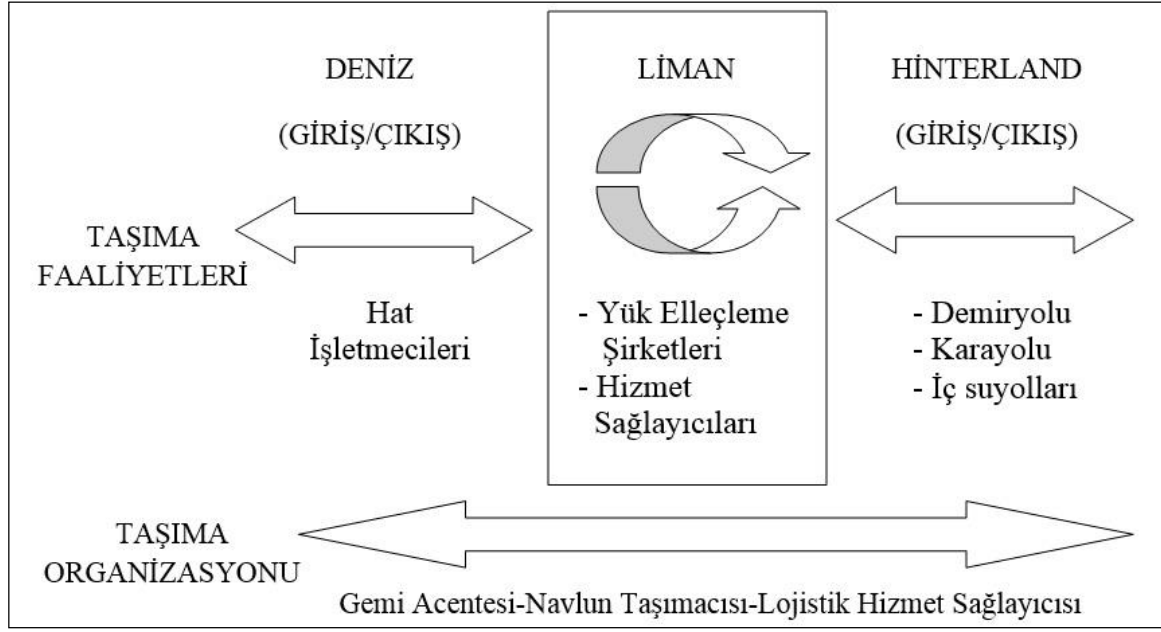 DENİZ
(GİRİŞ/ÇIKIŞ)
LİMAN
HİNTERLAND
(GİRİŞ/ÇIKIŞ)
TAŞIMA
FAALİYETLERİ
Hat
İşletmecileri
- Yük Elleçleme
Şirketleri
- Hizmet
Sağlayıcıları
- Demiryolu
- Karayolu
- İç suyolları
TAŞIMA
ORGANİZASYONU
Gemi Acentesi-Navlun Taşımacısı-Lojistik Hizmet Sağlayıcısı